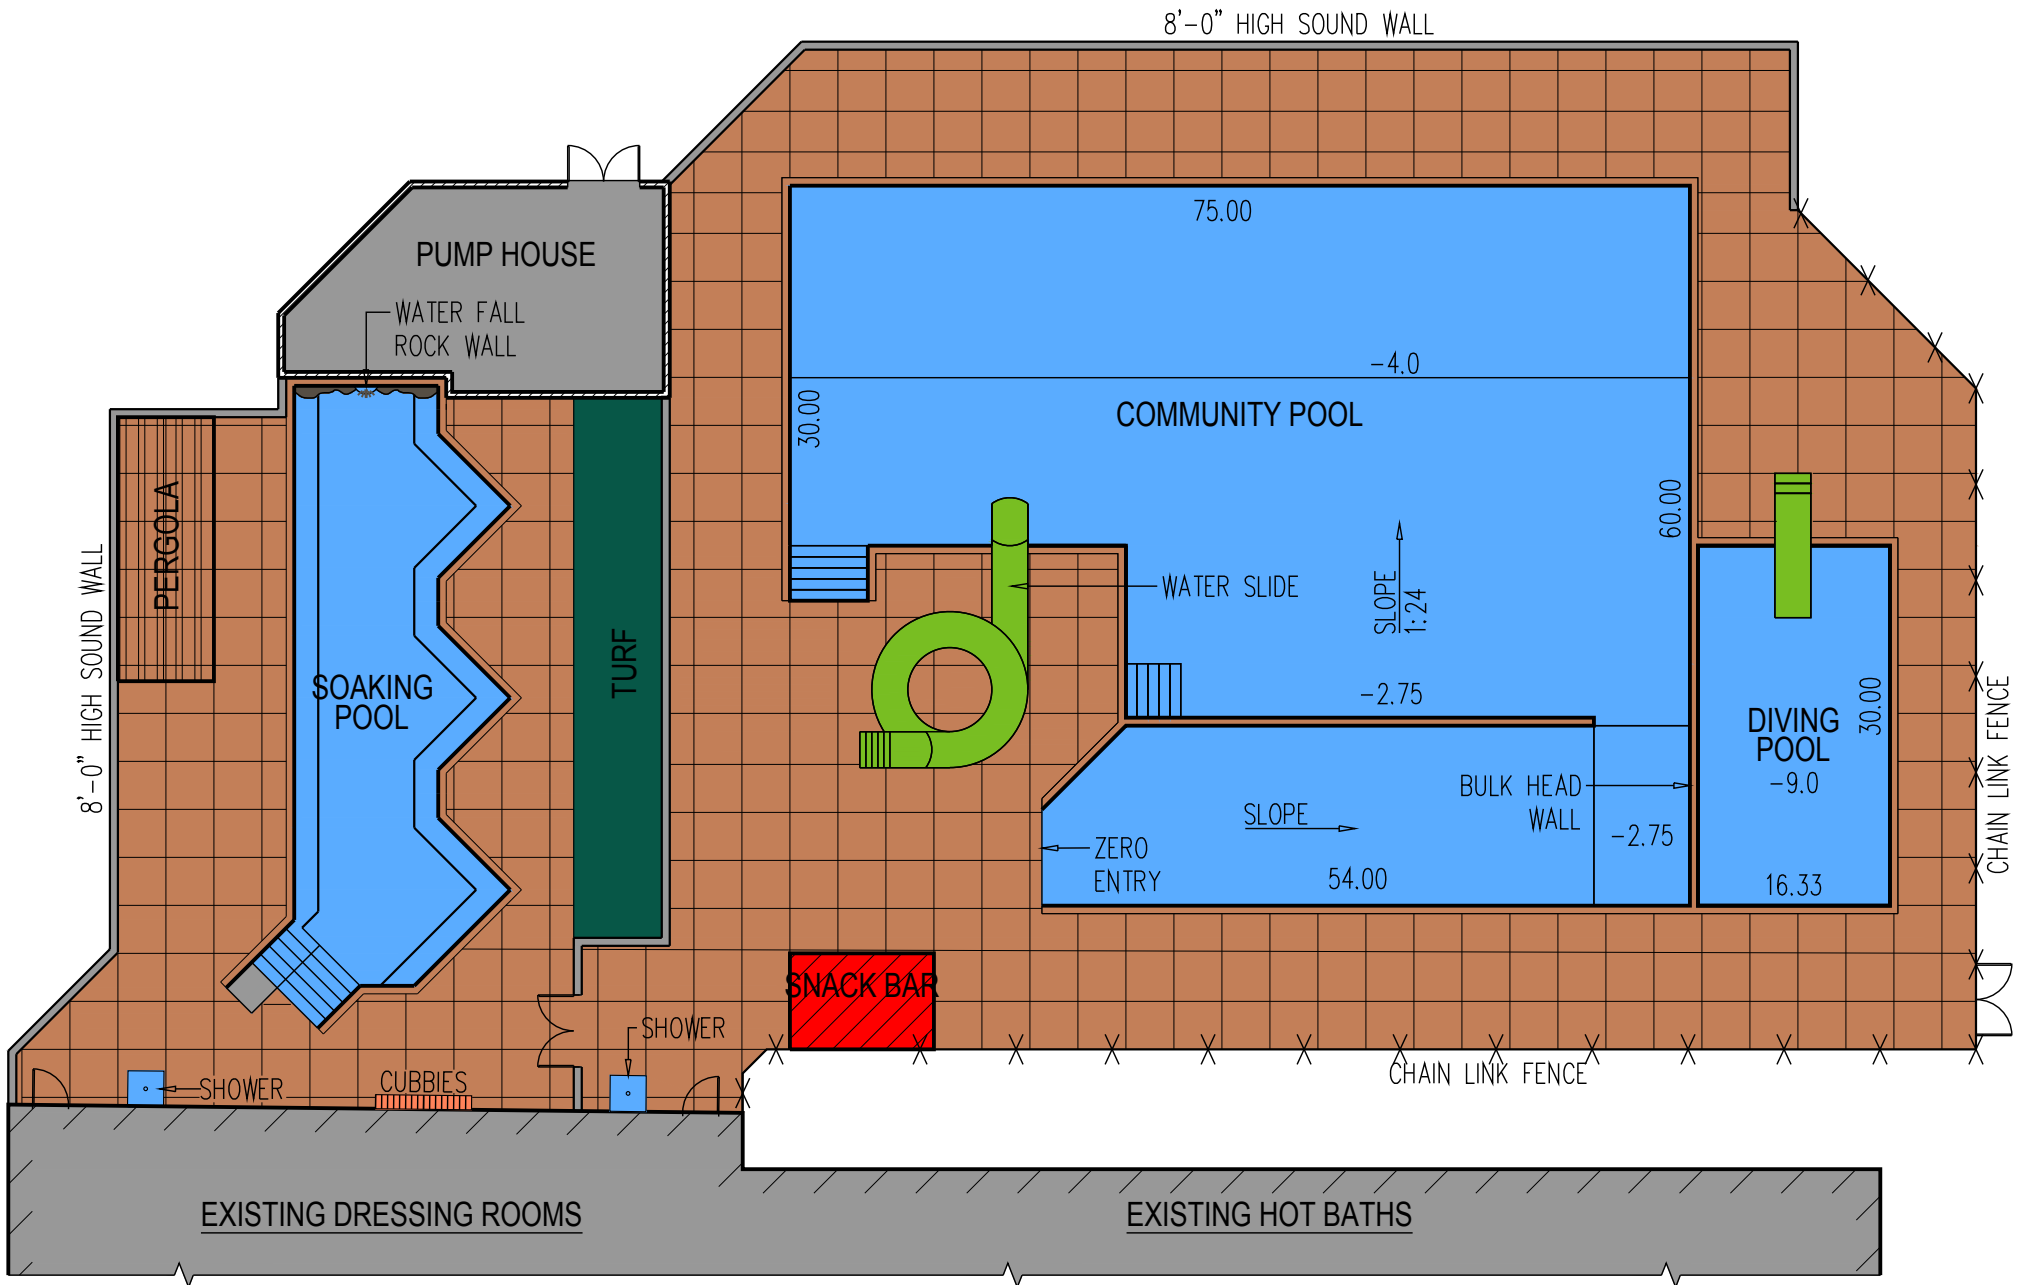 8'-0" HIGH SOUND WALL
75.00
PUMP HOUSE
WATER FALL
ROCK WALL
-4.0
30.00
COMMUNITY POOL
PERGOLA
8'-0" HIGH SOUND WALL
SOAKING
POOL
TURF
WATER SLIDE
SLOPE
1:24
60.00
-2.75
DIVING
POOL
-9.0
30.00
16.33
CHAIN LINK FENCE
BULK HEAD
WALL
-2.75
SLOPE
ZERO
ENTRY
54.00
SNACK BAR
SHOWER
SHOWER
CUBBIES
CHAIN LINK FENCE
EXISTING DRESSING ROOMS
EXISTING HOT BATHS